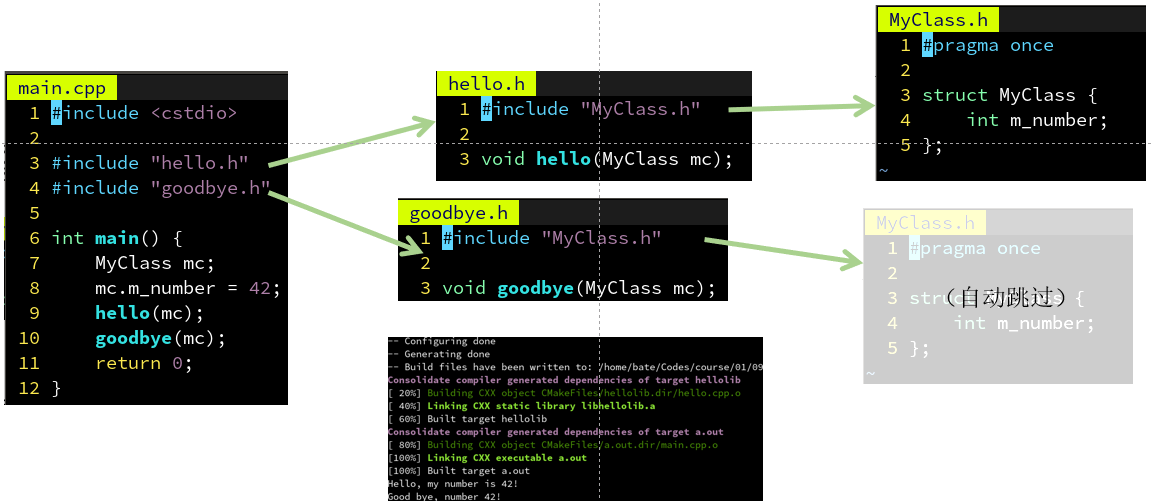 main.cpp
1 #include <cstdio>
2
3 #include "hello.h"
4 #include "goodbye.h"
5
6 int main() {
7     MyClass mc;
8     mc.m_number = 42;
9     hello(mc);
10     goodbye(mc);
11     return 0;
12 }
hello.h
1 #include "MyClass.h"
2
3 void hello(MyClass mc);
MyClass.h
1 #pragma once
2
3 struct MyClass {
4     int m_number;
5 };
~
goodbye.h
1 #include "MyClass.h"
2
3 void goodbye(MyClass mc);
MyClass.h
1 #pragma once
2
3 struct MyClass {
(自动跳过)
4     int m_number;
5 };
~
-- Configuring done
-- Generating done
-- Build files have been written to: /home/bate/Codes/course/01/09
Consolidate compiler generated dependencies of target hellolib
[ 20%] Building CXX object CMakeFiles/hellolib.dir/hello.cpp.o
[ 40%] Linking CXX static library libhellolib.a
[ 60%] Built target hellolib
Consolidate compiler generated dependencies of target a.out
[ 80%] Building CXX object CMakeFiles/a.out.dir/main.cpp.o
[100%] Linking CXX executable a.out
[100%] Built target a.out
Hello, my number is 42!
Good bye, number 42!